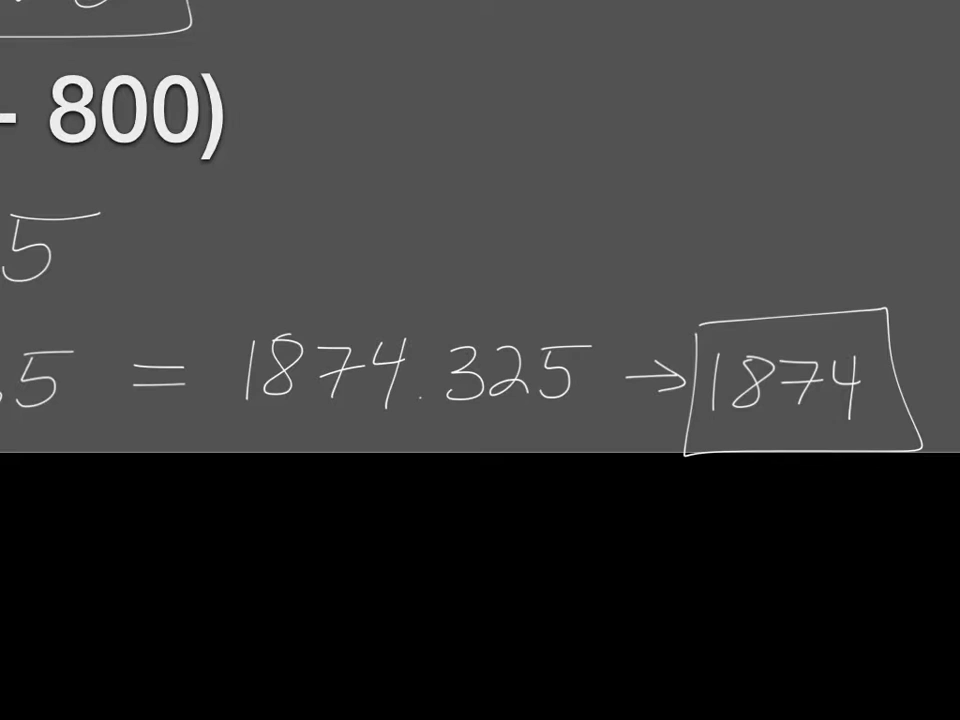 - 800)
5
.5 = 1874.325 → 1874